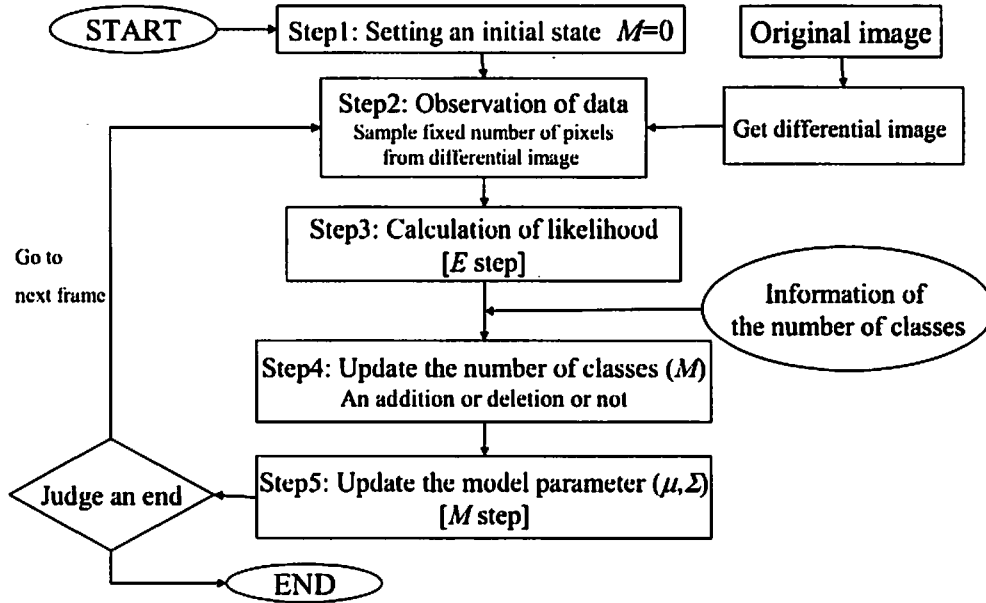 START
Step1: Setting an initial state M=0
Original image
Step2: Observation of data
Sample fixed number of pixels
from differential image
Get differential image
Step3: Calculation of likelihood
[E step]
Go to
next frame
Information of
the number of classes
Step4: Update the number of classes (M)
An addition or deletion or not
Step5: Update the model parameter (μ,Σ)
[M step]
Judge an end
END